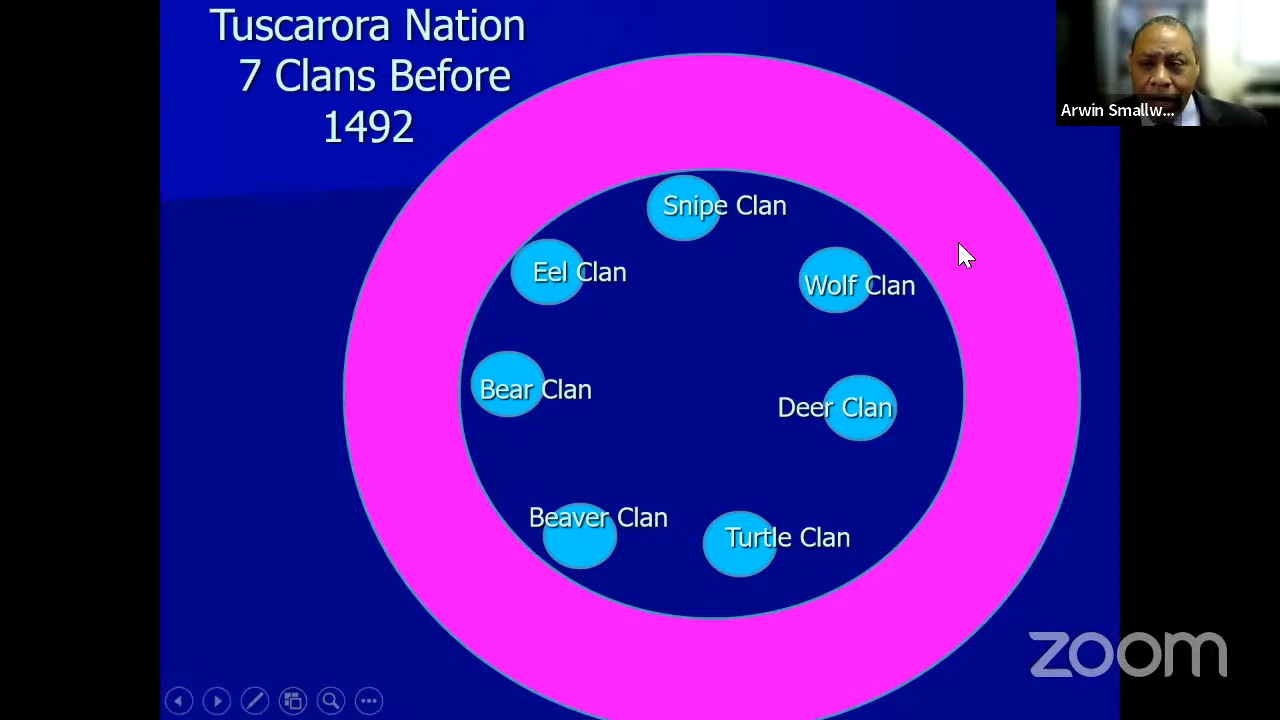 Tuscarora Nation
7 Clans Before
1492
Arwin Smallw...
Snipe Clan
Eel Clan
Wolf Clan
Bear Clan
Deer Clan
Beaver Clan
Turtle Clan
zoom